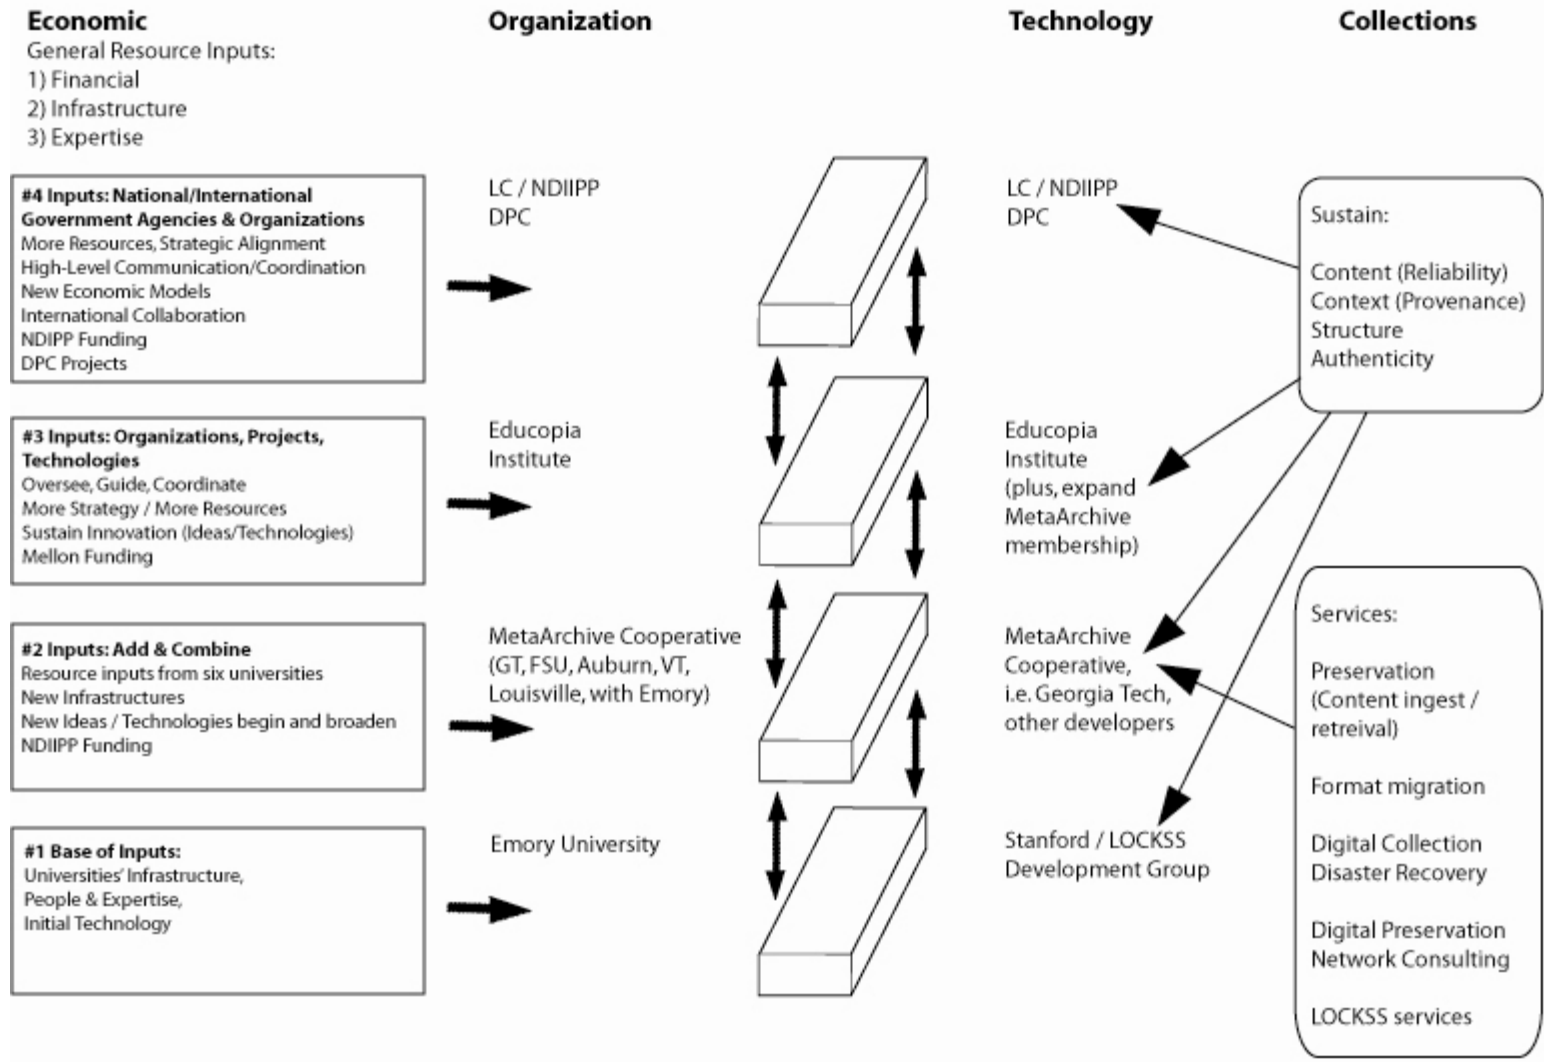 Economic
General Resource Inputs:
1) Financial
2) Infrastructure
3) Expertise
#4 Inputs: National/International
Government Agencies & Organizations
More Resources, Strategic Alignment
High-Level Communication/Coordination
New Economic Models
International Collaboration
NDIPP Funding
DPC Projects
#3 Inputs: Organizations, Projects,
Technologies
Oversee, Guide, Coordinate
More Strategy / More Resources
Sustain Innovation (Ideas/Technologies)
Mellon Funding
#2 Inputs: Add & Combine
Resource inputs from six universities
New Infrastructures
New Ideas / Technologies begin and broaden
NDIIPP Funding
#1 Base of Inputs:
Universities' Infrastructure,
People & Expertise,
Initial Technology
Organization
LC / NDIIPP
DPC
Educopia
Institute
MetaArchive Cooperative
(GT, FSU, Auburn, VT,
Louisville, with Emory)
Emory University
Technology
LC / NDIIPP
DPC
Educopia
Institute
(plus, expand
MetaArchive
membership)
MetaArchive
Cooperative,
i.e. Georgia Tech,
other developers
Stanford / LOCKSS
Development Group
Collections
Sustain:
Content (Reliability)
Context (Provenance)
Structure
Authenticity
Services:
Preservation
(Content ingest /
retreival)
Format migration
Digital Collection
Disaster Recovery
Digital Preservation
Network Consulting
LOCKSS services